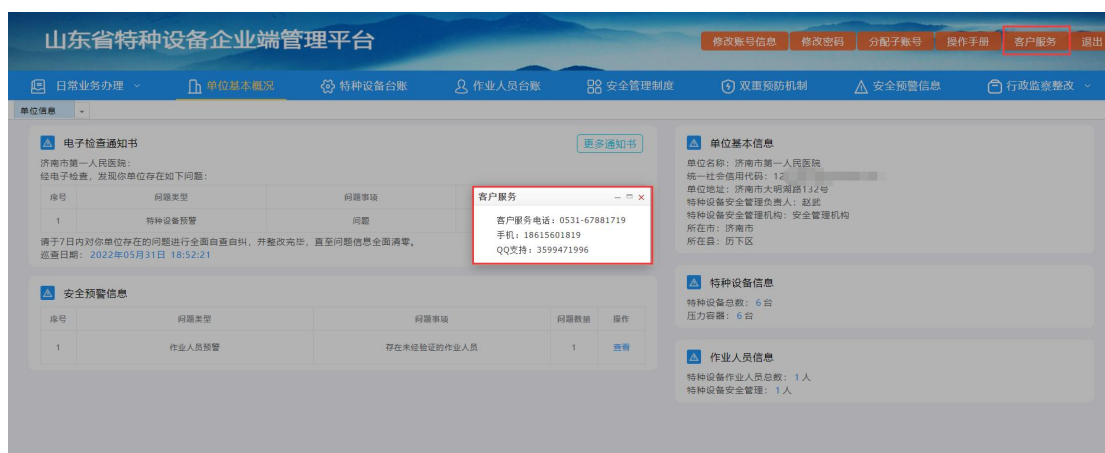 山东省特种设备企业端管理平台
修改账号信息 修改密码 分配子账号 操作手册 客户服务 退出
日常业务办理 单位基本概况 特种设备台账 作业人员台账 安全管理制度 双重预防机制 安全预警信息 行政监察整改
单位信息
电子检查通知书 更多通知书
济南市第一人民医院:
经电子检查, 发现你单位存在如下问题:
序号 问题类型 问题事项
1 特种设备预警 问题
请于7日内对你单位存在的问题进行全面自查自纠, 并整改完毕, 直至问题信息全面清零。
巡查日期: 2022年05月31日 18:52:21
安全预警信息
序号 问题类型 问题事项 问题数量 操作
1 作业人员预警 存在未经验证的作业人员 1 查看
客户服务
客户服务电话: 0531-67881719
手机: 18615601819
QQ支持: 3599471996
单位基本信息
单位名称: 济南市第一人民医院
统一社会信用代码: 12
单位地址: 济南市大明湖路132号
特种设备安全管理负责人: 赵武
特种设备安全管理机构: 安全管理机构
所在市: 济南市
所在县: 历下区
特种设备信息
特种设备总数: 6台
压力容器: 6台
作业人员信息
特种设备作业人员总数: 1人
特种设备安全管理: 1人